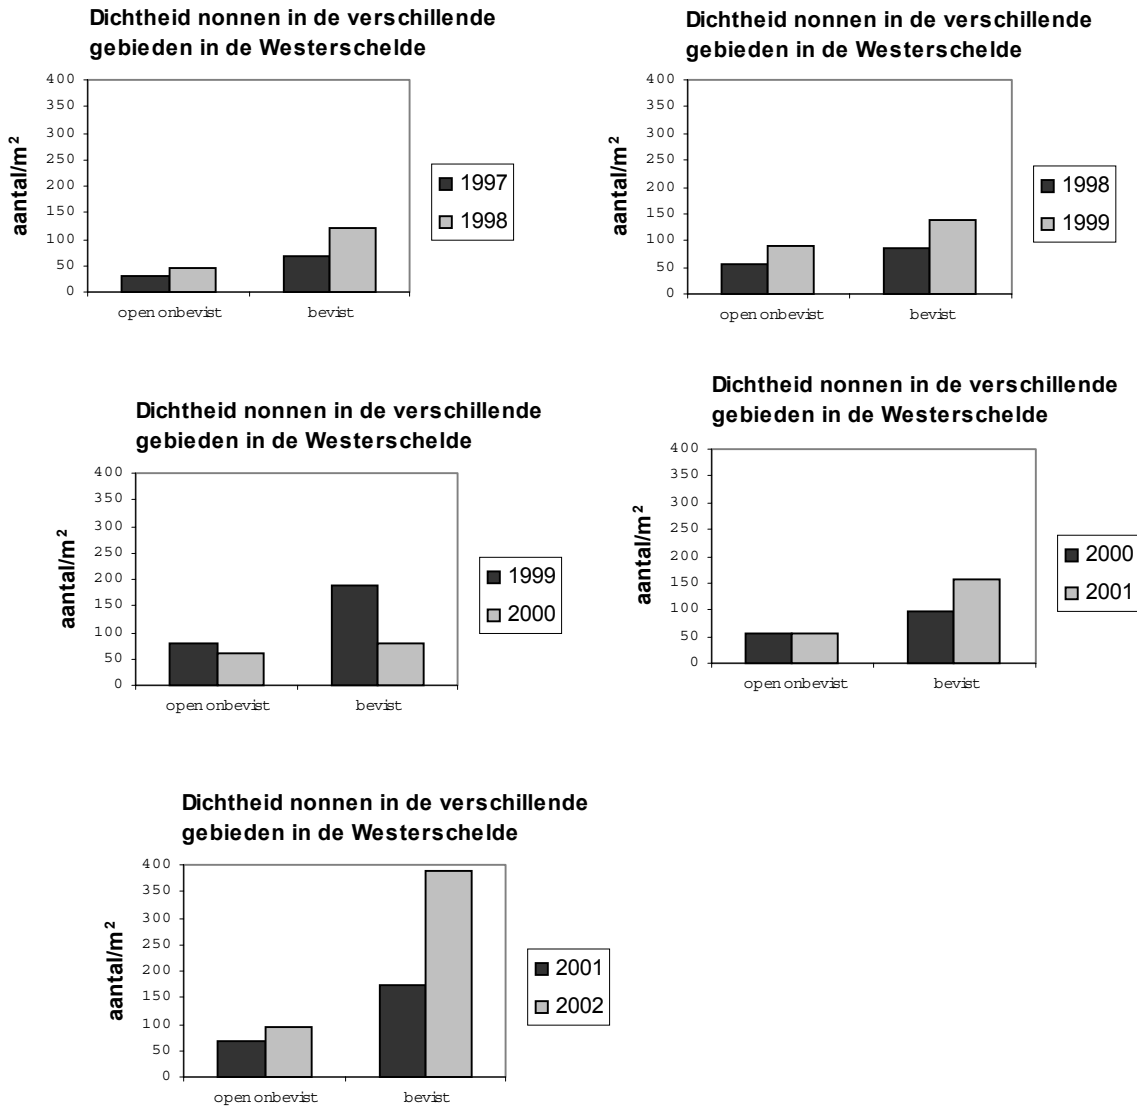 Dichtheid nonnen in de verschillende
gebieden in de Westerschelde
400
350
300
250
200
150
100
50
0
aantal/m²
open onbevist
bevist
1997
1998
Dichtheid nonnen in de verschillende
gebieden in de Westerschelde
400
350
300
250
200
150
100
50
0
aantal/m²
open onbevist
bevist
1998
1999
Dichtheid nonnen in de verschillende
gebieden in de Westerschelde
400
350
300
250
200
150
100
50
0
aantal/m²
open onbevist
bevist
1999
2000
Dichtheid nonnen in de verschillende
gebieden in de Westerschelde
400
350
300
250
200
150
100
50
0
aantal/m²
open onbevist
bevist
2000
2001
Dichtheid nonnen in de verschillende
gebieden in de Westerschelde
400
350
300
250
200
150
100
50
0
aantal/m²
open onbevist
bevist
2001
2002